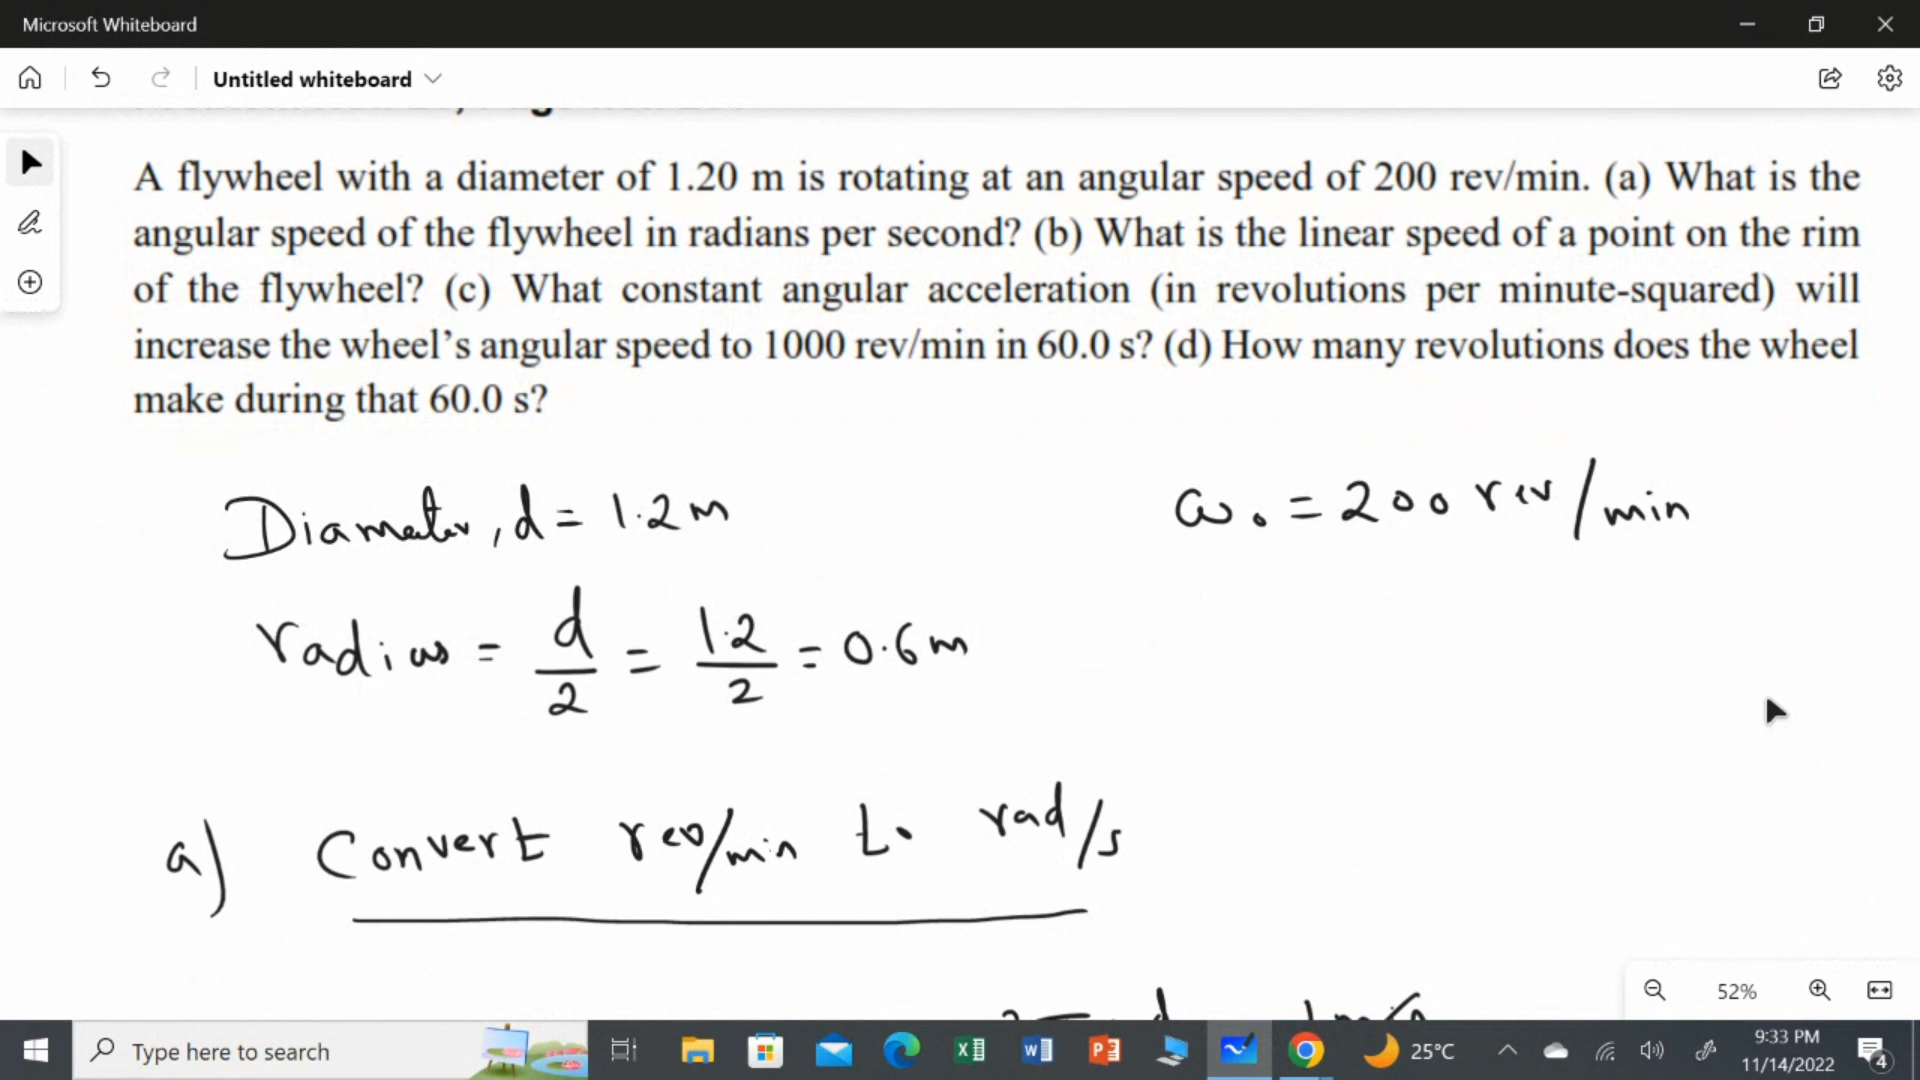 Microsoft Whiteboard
Untitled whiteboard
A flywheel with a diameter of 1.20 m is rotating at an angular speed of 200 rev/min. (a) What is the
angular speed of the flywheel in radians per second? (b) What is the linear speed of a point on the rim
of the flywheel? (c) What constant angular acceleration (in revolutions per minute-squared) will
increase the wheel's angular speed to 1000 rev/min in 60.0 s? (d) How many revolutions does the wheel
make during that 60.0 s?
Diameter, d = 1.2 m
ω₀ = 200 rev/min
radius = d/2 = 1.2/2 = 0.6 m
a) Convert rev/min to rad/s
52%
Type here to search
25°C
9:33 PM
11/14/2022
4